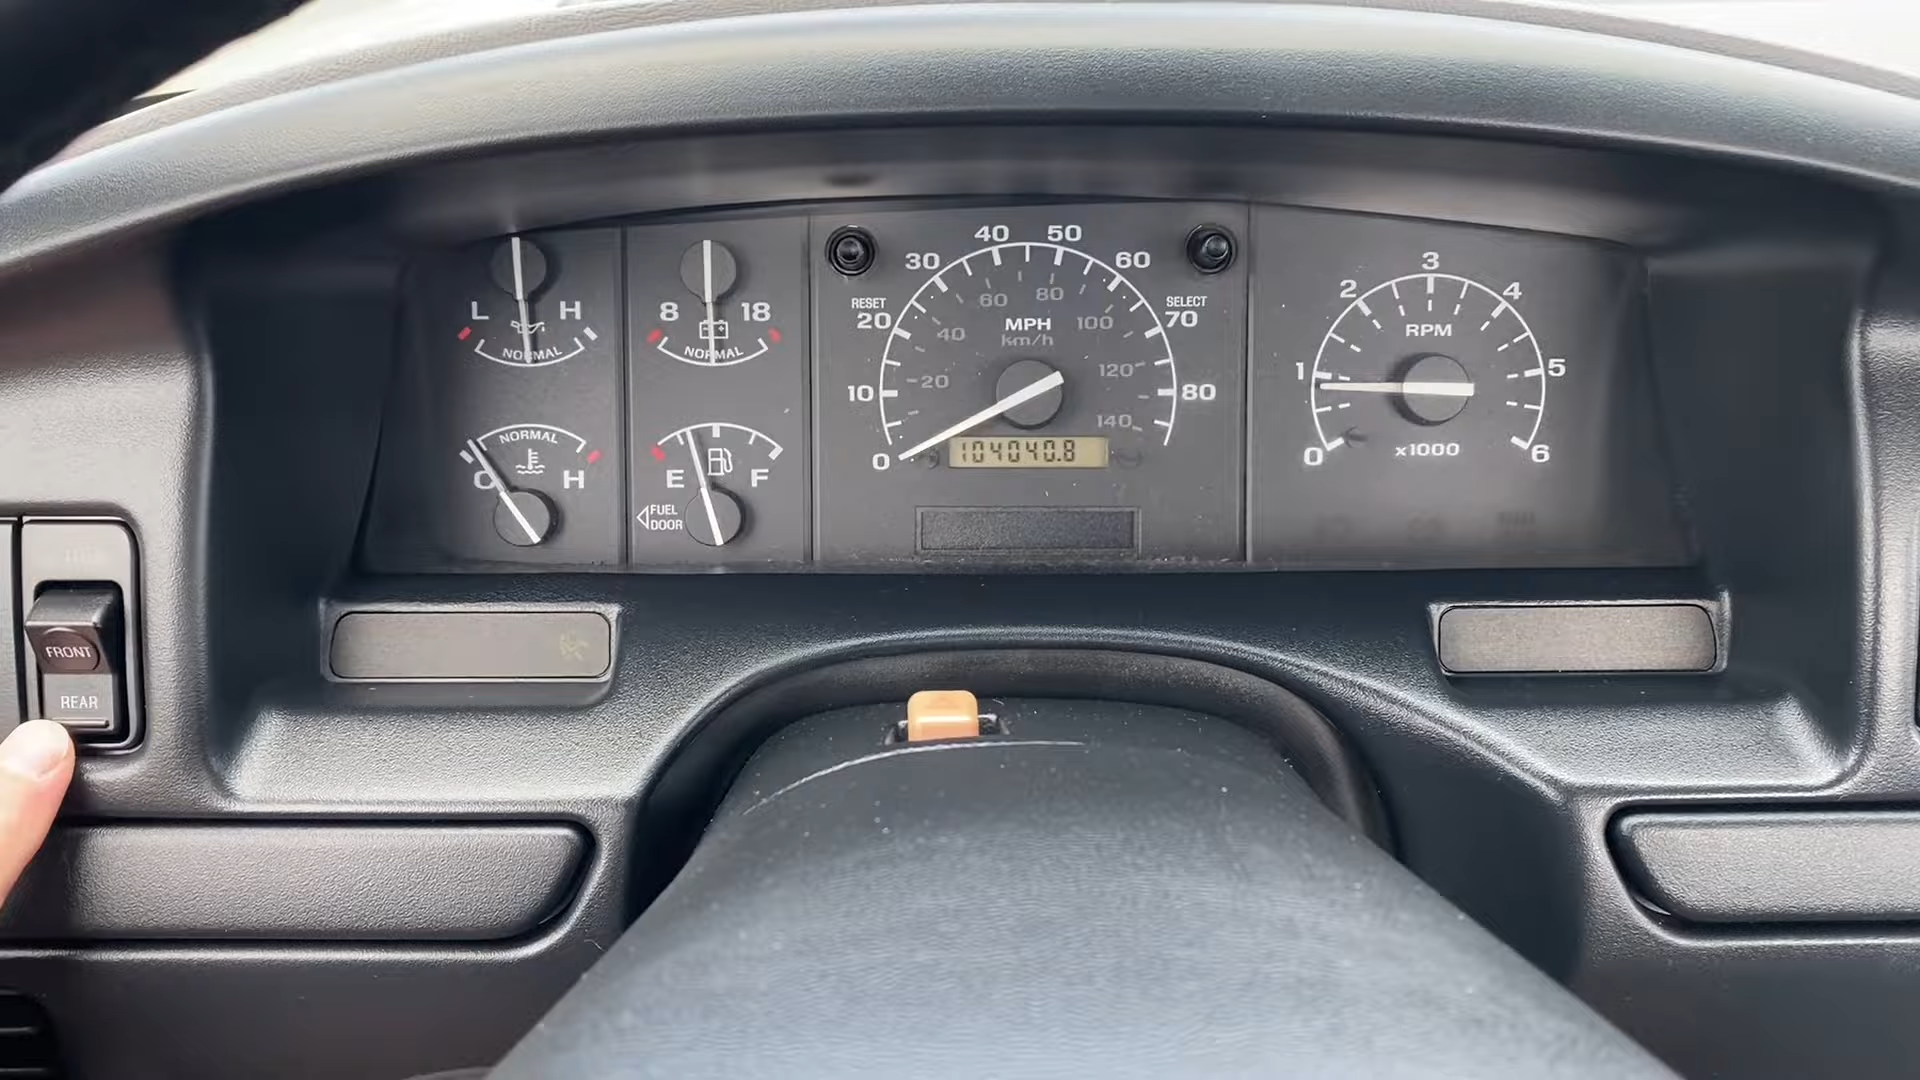 L H
NORMAL
8 18
NORMAL
NORMAL
C H
E F
FUEL
DOOR
RESET
SELECT
0 10 20 30 40 50 60 70 80
20 40 60 80 100 120 140
MPH
km/h
104040.8
0 1 2 3 4 5 6
RPM
x1000
FRONT
REAR